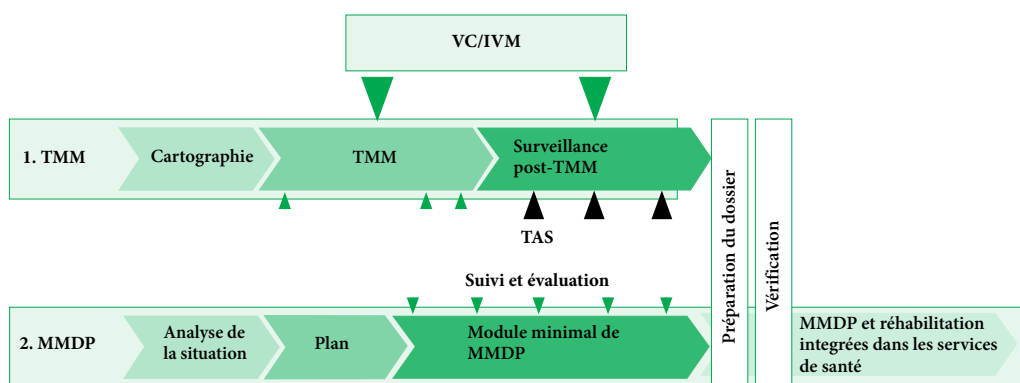 VC/IVM
1. TMM
Cartographie
TMM
Surveillance
post-TMM
TAS
Suivi et évaluation
2. MMDP
Analyse de
la situation
Plan
Module minimal de
MMDP
Préparation du dossier
Vérification
MMDP et réhabilitation
integrées dans les services
de santé